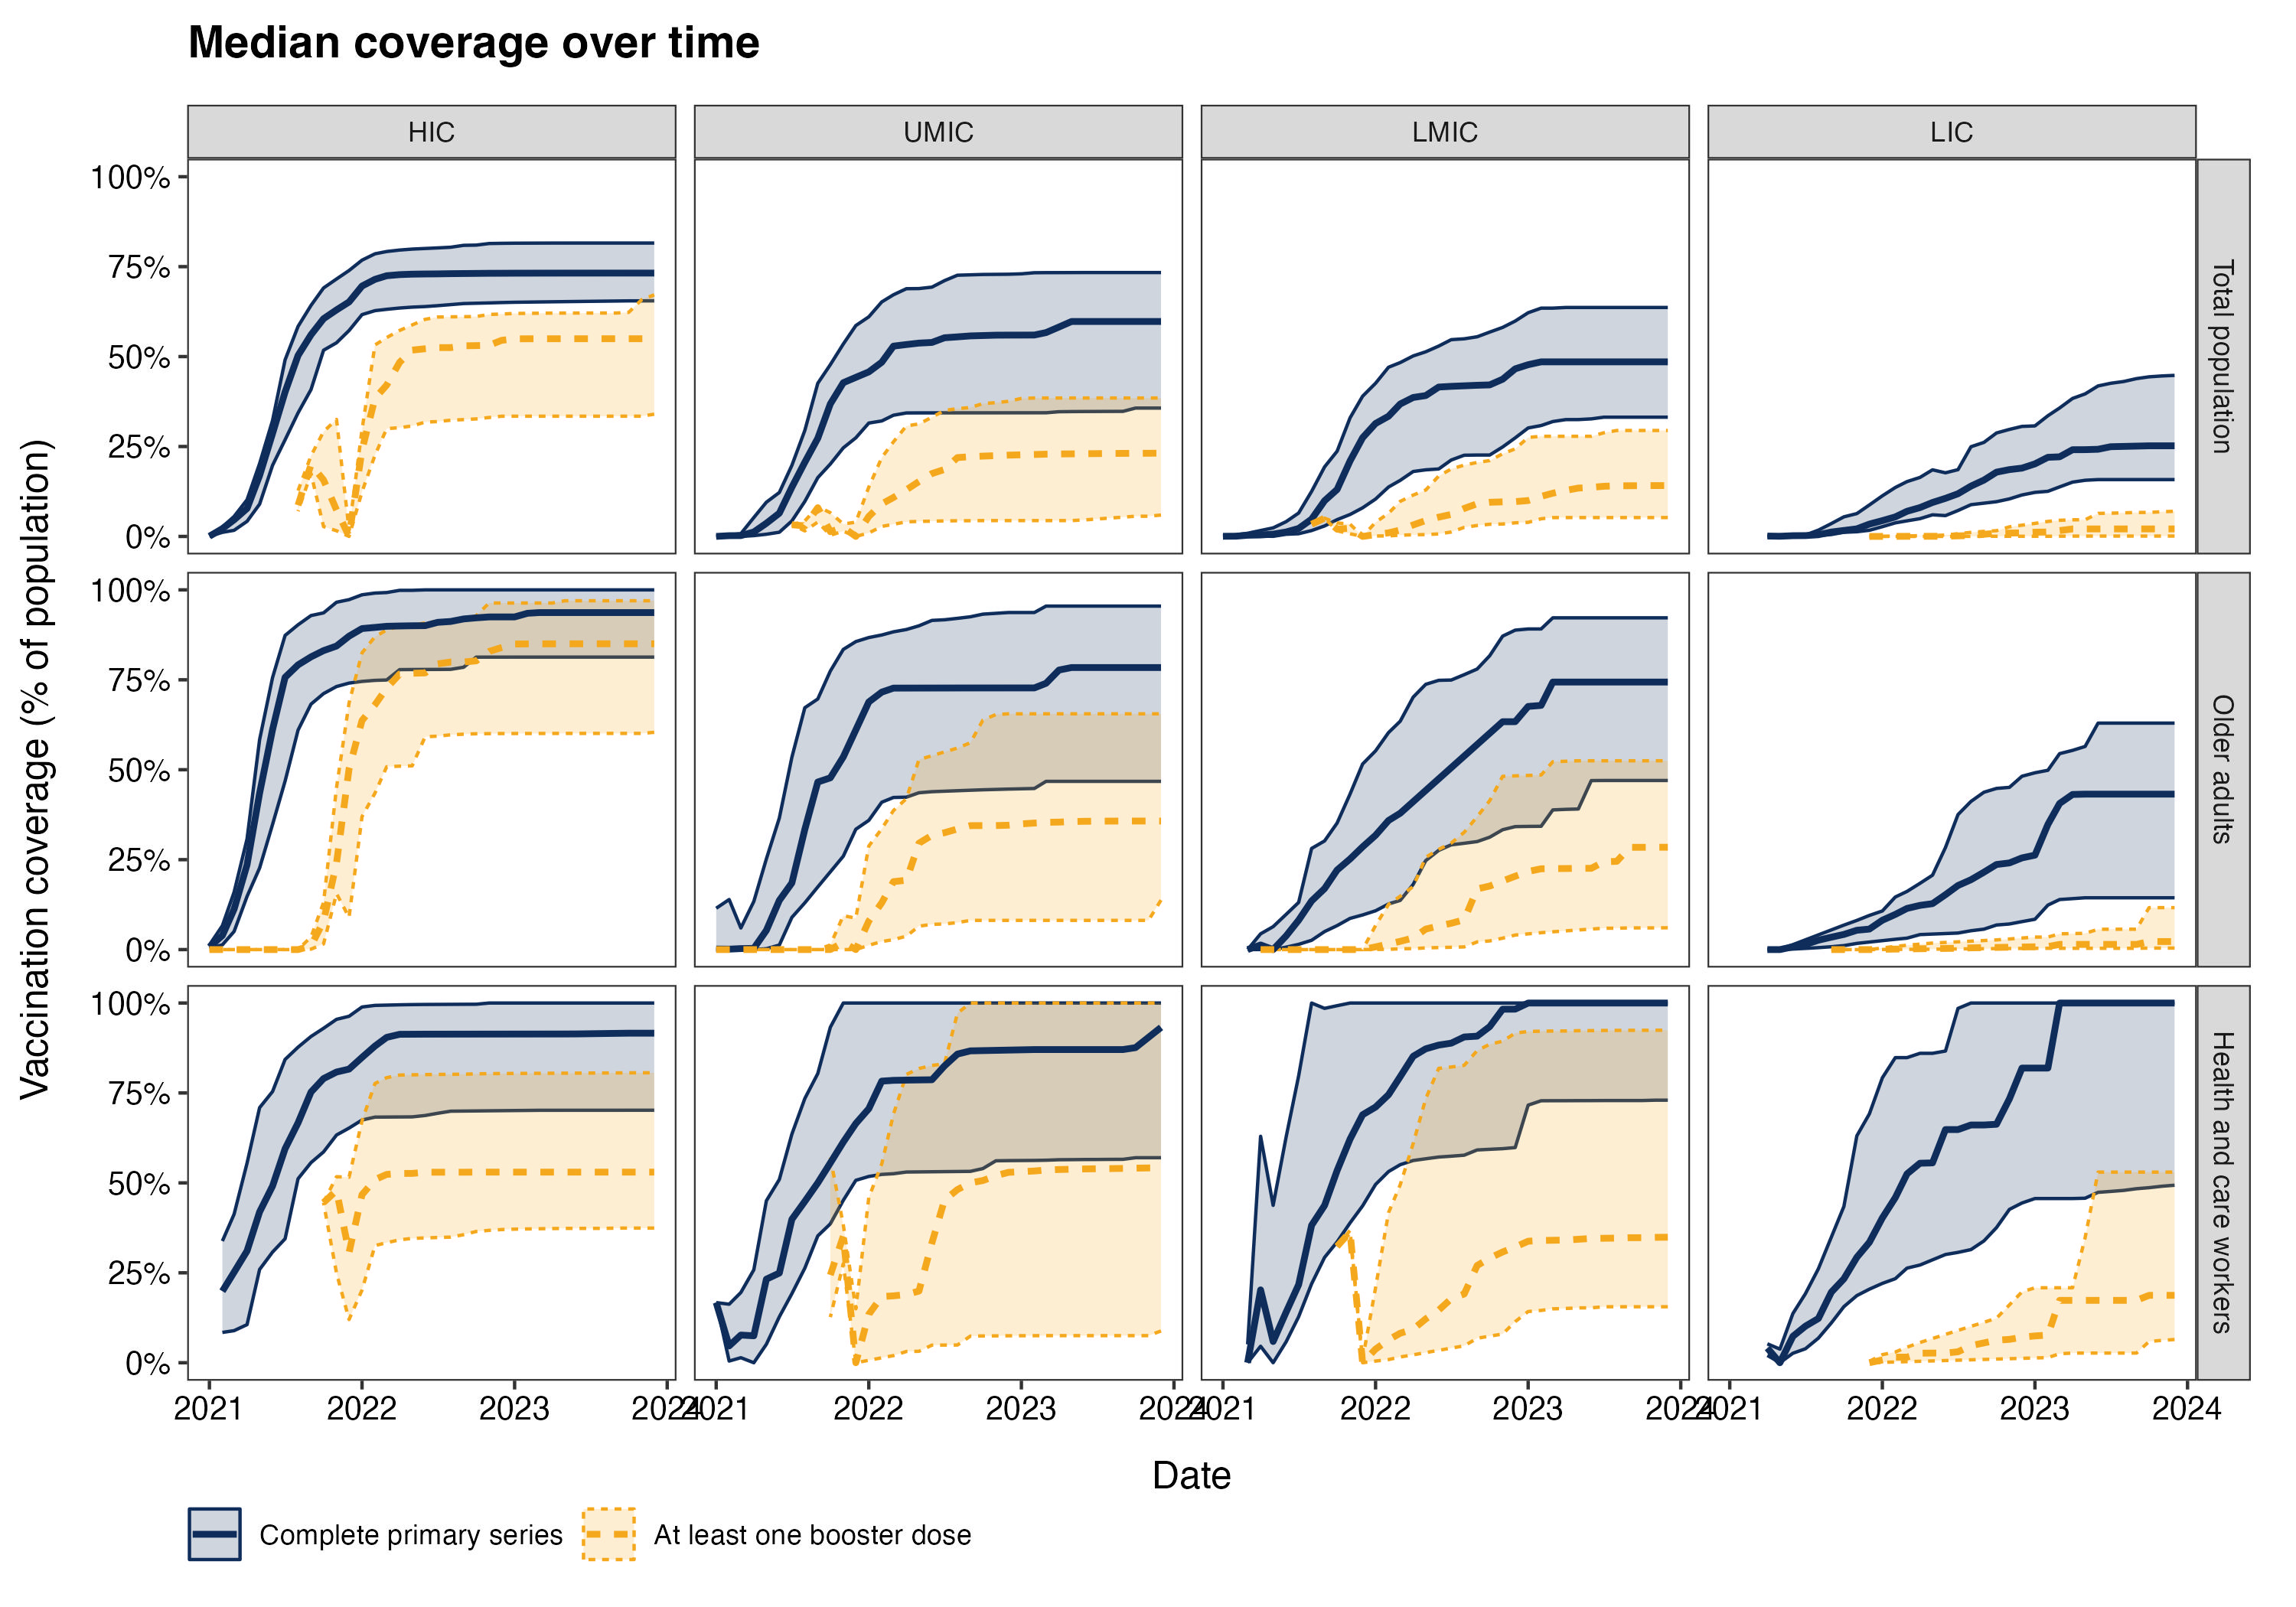 Median coverage over time
HIC
UMIC
LMIC
LIC
Vaccination coverage (% of population)
100%
75%
50%
25%
0%
Total population
100%
75%
50%
25%
0%
Older adults
100%
75%
50%
25%
0%
Health and care workers
2021 2022 2023 2024
2021 2022 2023 2024
2021 2022 2023 2024
2021 2022 2023 2024
Date
Complete primary series
At least one booster dose